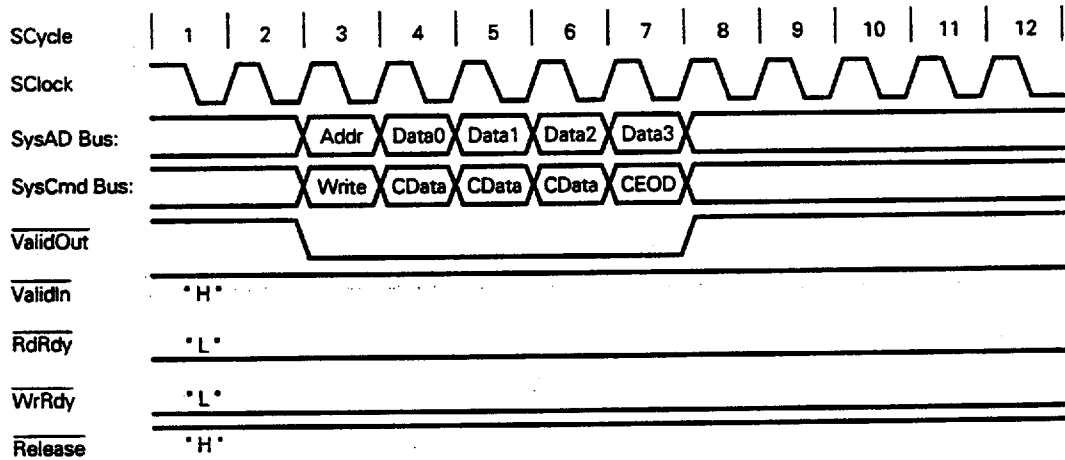 SCycle 1 2 3 4 5 6 7 8 9 10 11 12
SClock
SysAD Bus: Addr Data0 Data1 Data2 Data3
SysCmd Bus: Write CData CData CData CEOD
ValidOut
ValidIn "H"
RdRdy "L"
WrRdy "L"
Release "H"